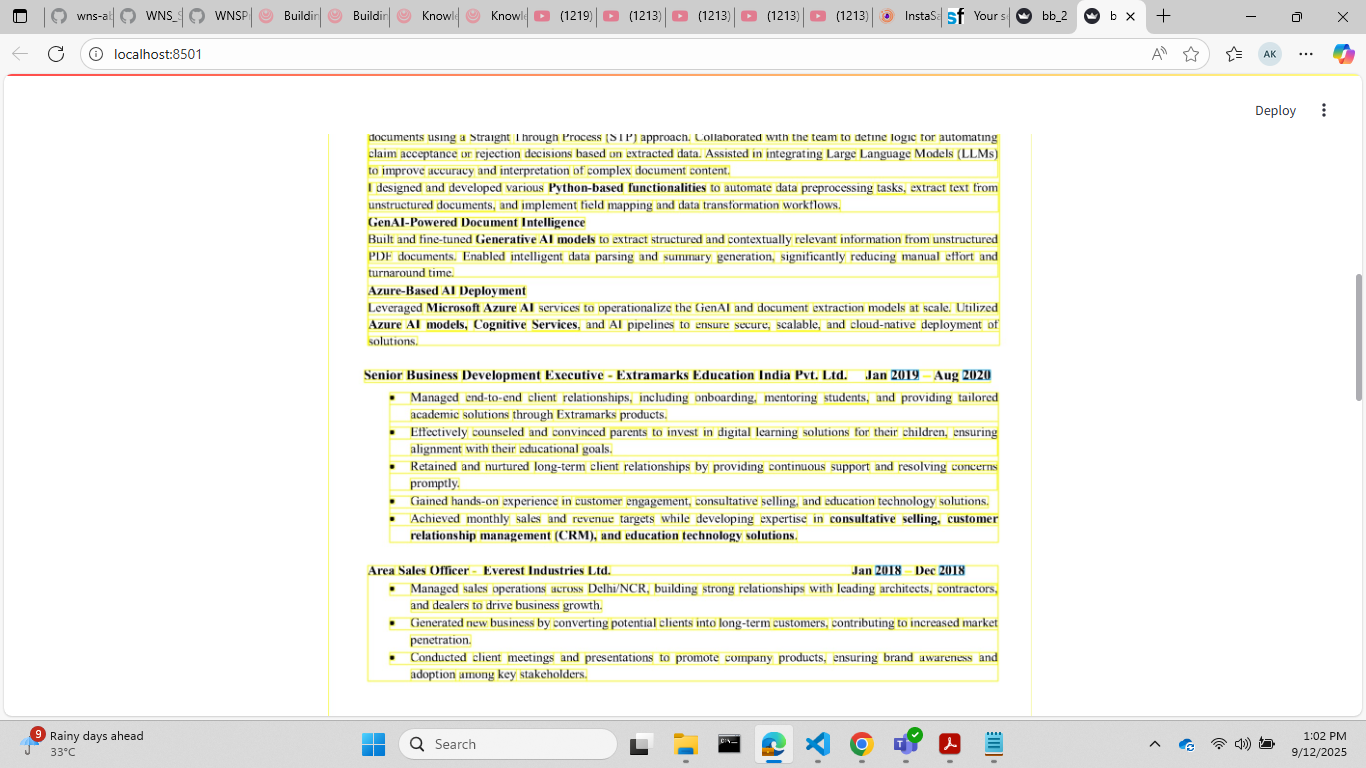 wns-al
WNS_S
WNSP
Buildin
Buildin
Knowle
Knowle
(1219)
(1213)
(1213)
(1213)
(1213)
InstaSa
sf
Your s
bb_2
b
localhost:8501
AK
Deploy
documents using a Straight Through Process (STP) approach. Collaborated with the team to define logic for automating
claim acceptance or rejection decisions based on extracted data. Assisted in integrating Large Language Models (LLMs)
to improve accuracy and interpretation of complex document content.
I designed and developed various Python-based functionalities to automate data preprocessing tasks, extract text from
unstructured documents, and implement field mapping and data transformation workflows.
GenAI-Powered Document Intelligence
Built and fine-tuned Generative AI models to extract structured and contextually relevant information from unstructured
PDF documents. Enabled intelligent data parsing and summary generation, significantly reducing manual effort and
turnaround time.
Azure-Based AI Deployment
Leveraged Microsoft Azure AI services to operationalize the GenAI and document extraction models at scale. Utilized
Azure AI models, Cognitive Services, and AI pipelines to ensure secure, scalable, and cloud-native deployment of
solutions.
Senior Business Development Executive - Extramarks Education India Pvt. Ltd. Jan 2019 – Aug 2020
• Managed end-to-end client relationships, including onboarding, mentoring students, and providing tailored
academic solutions through Extramarks products.
• Effectively counseled and convinced parents to invest in digital learning solutions for their children, ensuring
alignment with their educational goals.
• Retained and nurtured long-term client relationships by providing continuous support and resolving concerns
promptly.
• Gained hands-on experience in customer engagement, consultative selling, and education technology solutions.
• Achieved monthly sales and revenue targets while developing expertise in consultative selling, customer
relationship management (CRM), and education technology solutions.
Area Sales Officer - Everest Industries Ltd. Jan 2018 – Dec 2018
• Managed sales operations across Delhi/NCR, building strong relationships with leading architects, contractors,
and dealers to drive business growth.
• Generated new business by converting potential clients into long-term customers, contributing to increased market
penetration.
• Conducted client meetings and presentations to promote company products, ensuring brand awareness and
adoption among key stakeholders.
9
Rainy days ahead
33°C
Search
1:02 PM
9/12/2025